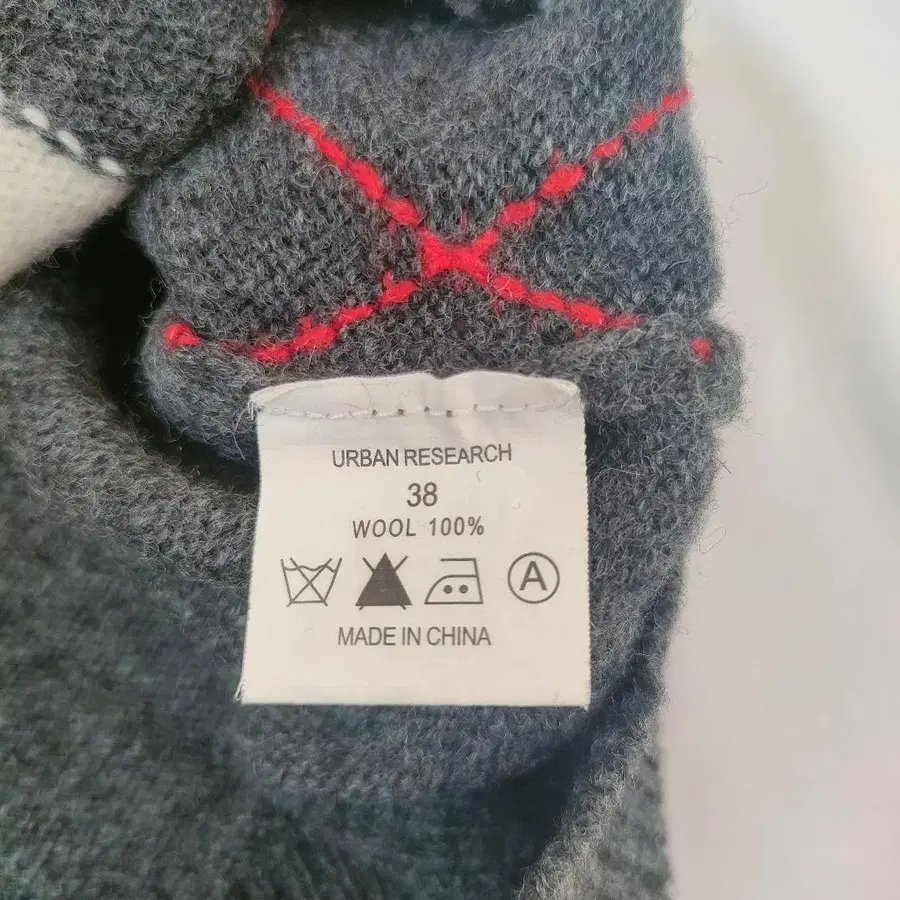 URBAN RESEARCH
38
WOOL 100%
A
MADE IN CHINA